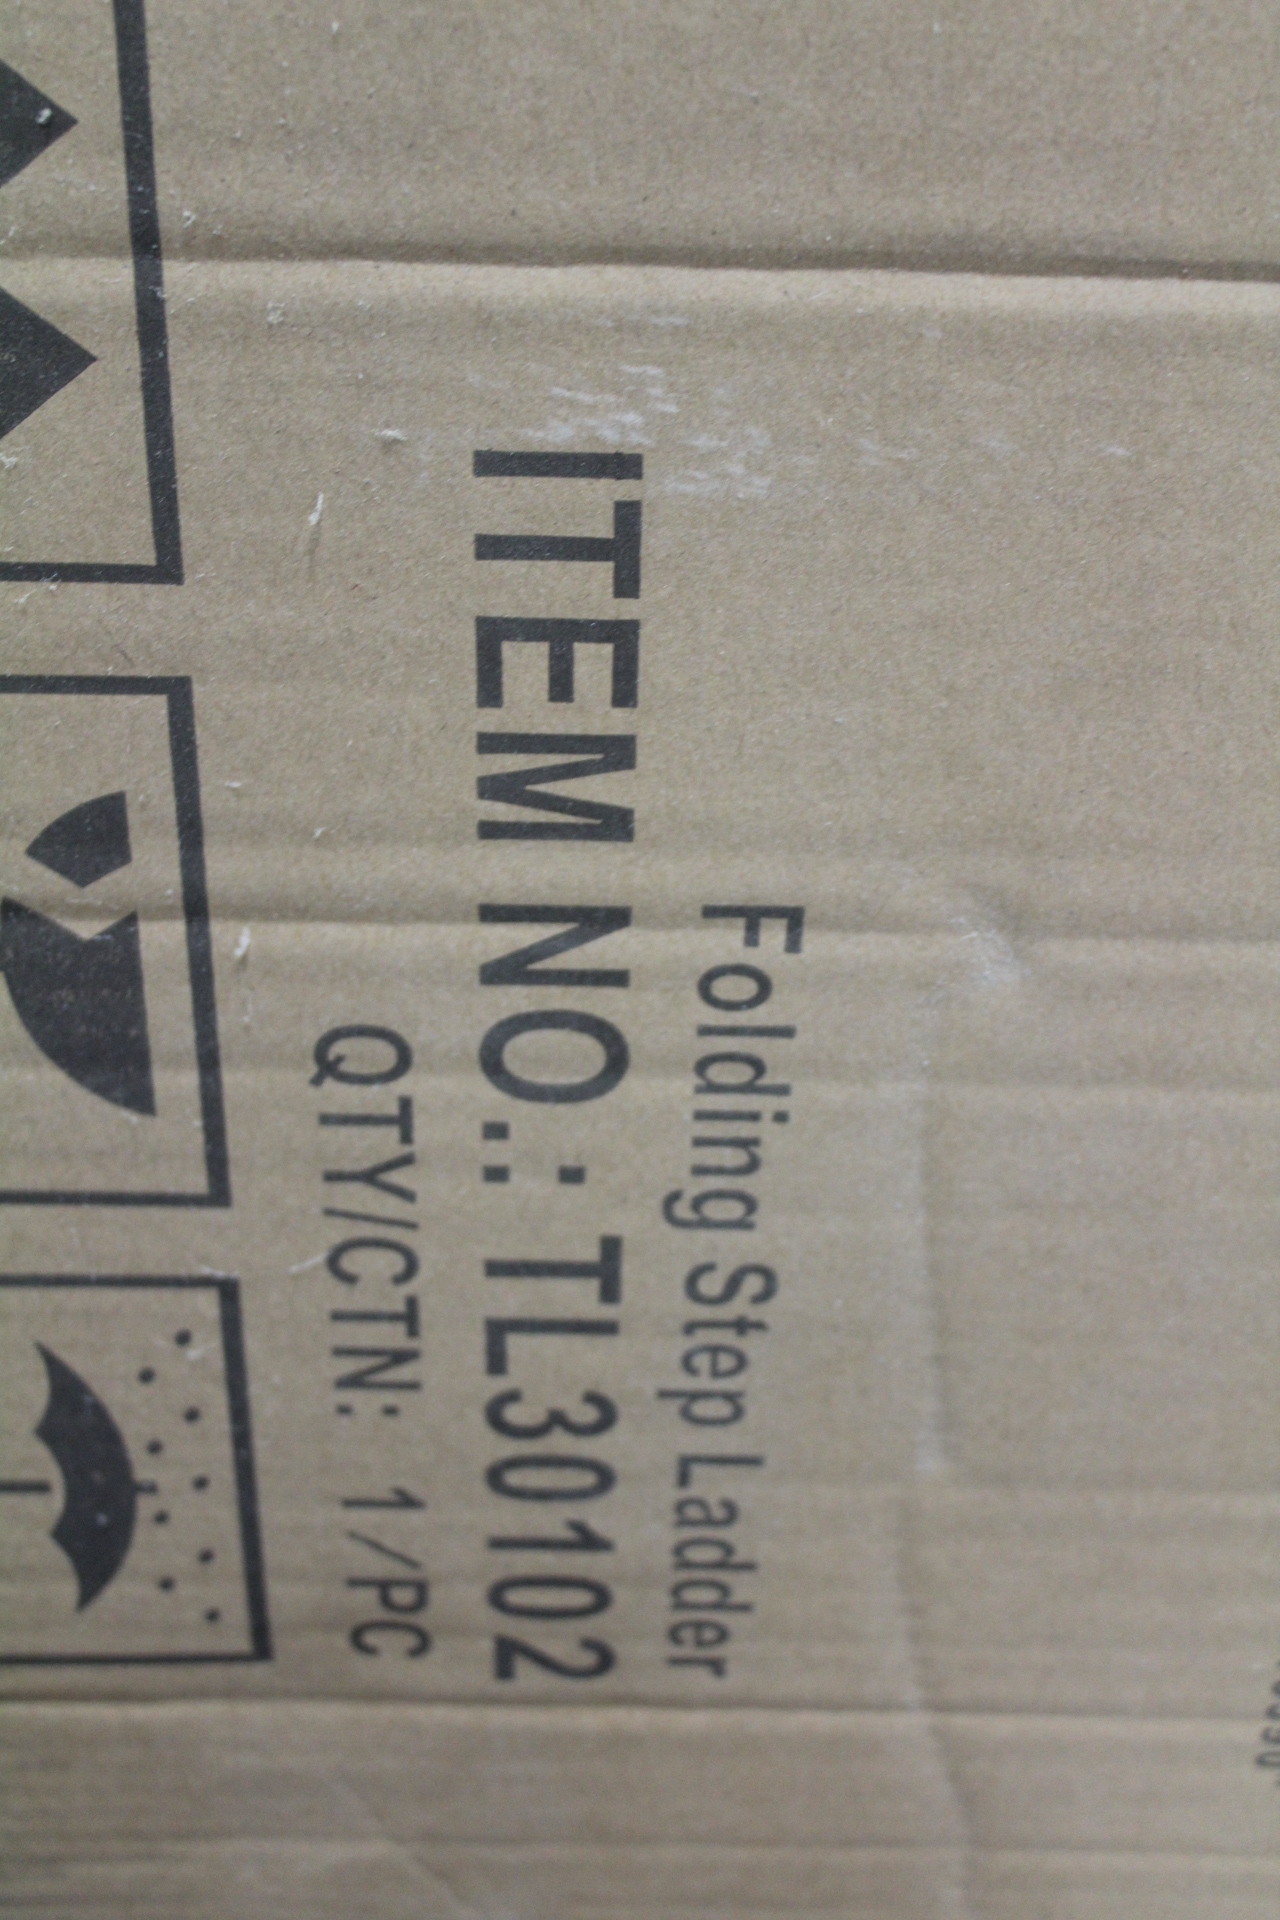 Folding Step Ladder
ITEM NO.: TL30102
QTY/CTN: 1/PC